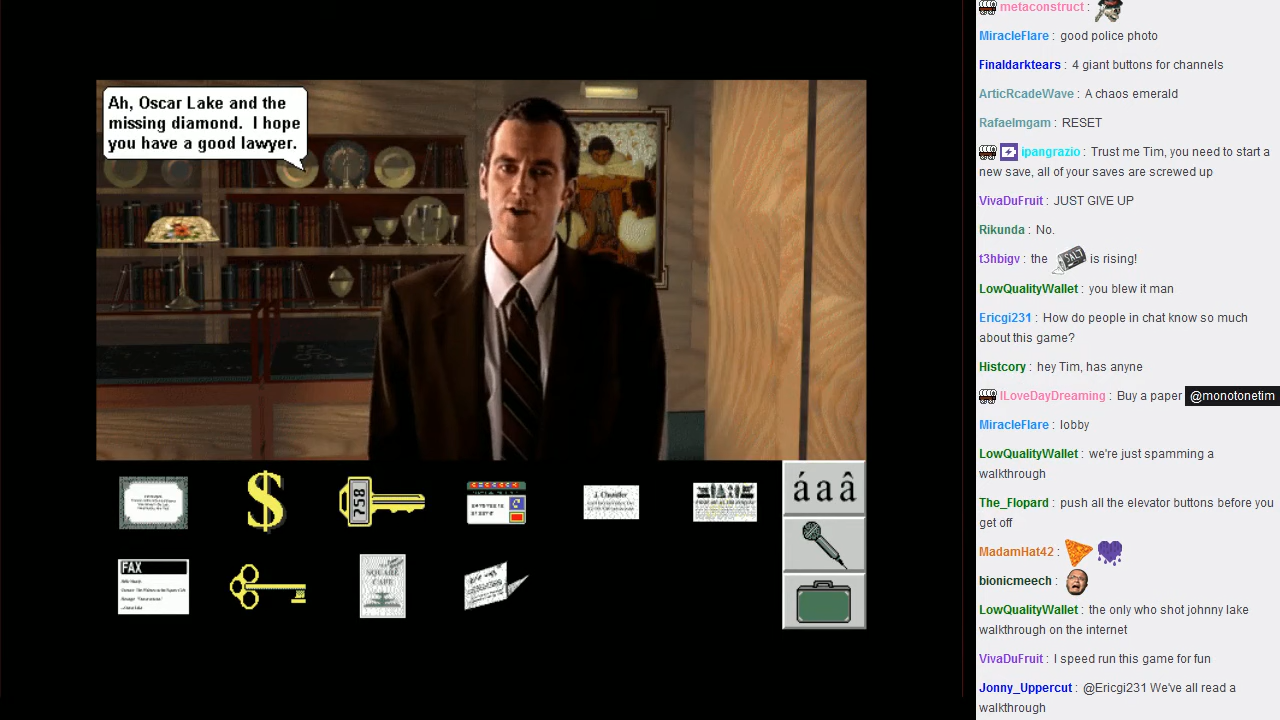 Ah, Oscar Lake and the
missing diamond. I hope
you have a good lawyer.
$
758
J. Chandler
FAX
SQUARE
CAFE
á a â
metaconstruct :
MiracleFlare : good police photo
Finaldarktears : 4 giant buttons for channels
ArticRcadeWave : A chaos emerald
Rafaelmgam : RESET
ipangrazio : Trust me Tim, you need to start a
new save, all of your saves are screwed up
VivaDuFruit : JUST GIVE UP
Rikunda : No.
t3hbigv : the SALT is rising!
LowQualityWallet : you blew it man
Ericgi231 : How do people in chat know so much
about this game?
Histcory : hey Tim, has anyne
ILoveDayDreaming : Buy a paper @monotonetim
MiracleFlare : lobby
LowQualityWallet : we're just spamming a
walkthrough
The_Flopard : push all the elevator buttons before you
get off
MadamHat42 :
bionicmeech :
LowQualityWallet : the only who shot johnny lake
walkthrough on the internet
VivaDuFruit : I speed run this game for fun
Jonny_Uppercut : @Ericgi231 We've all read a
walkthrough